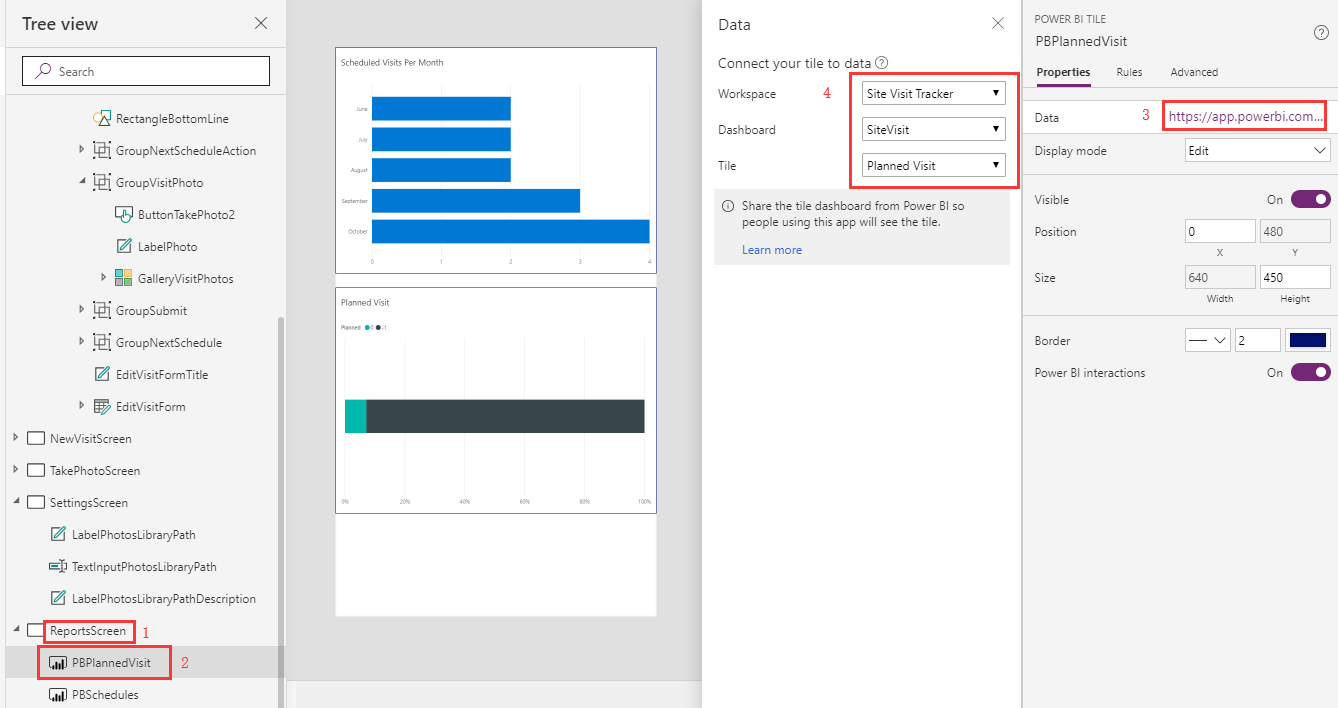 Tree view
Search
RectangleBottomLine
GroupNextScheduleAction
GroupVisitPhoto
ButtonTakePhoto2
LabelPhoto
GalleryVisitPhotos
GroupSubmit
GroupNextSchedule
EditVisitFormTitle
EditVisitForm
NewVisitScreen
TakePhotoScreen
SettingsScreen
LabelPhotosLibraryPath
TextInputPhotosLibraryPath
LabelPhotosLibraryPathDescription
ReportsScreen 1
PBPlannedVisit 2
PBSchedules
Scheduled Visits Per Month
June
July
August
September
October
0 1 2 3 4
Planned Visit
Planned 0 -1
0% 20% 40% 60% 80% 100%
Data
Connect your tile to data ?
Workspace 4 Site Visit Tracker
Dashboard SiteVisit
Tile Planned Visit
Share the tile dashboard from Power BI so
people using this app will see the tile.
Learn more
POWER BI TILE
PBPlannedVisit
?
Properties Rules Advanced
Data 3 https://app.powerbi.com...
Display mode Edit
Visible On
Position 0 480
X Y
Size 640 450
Width Height
Border 2
Power BI interactions On